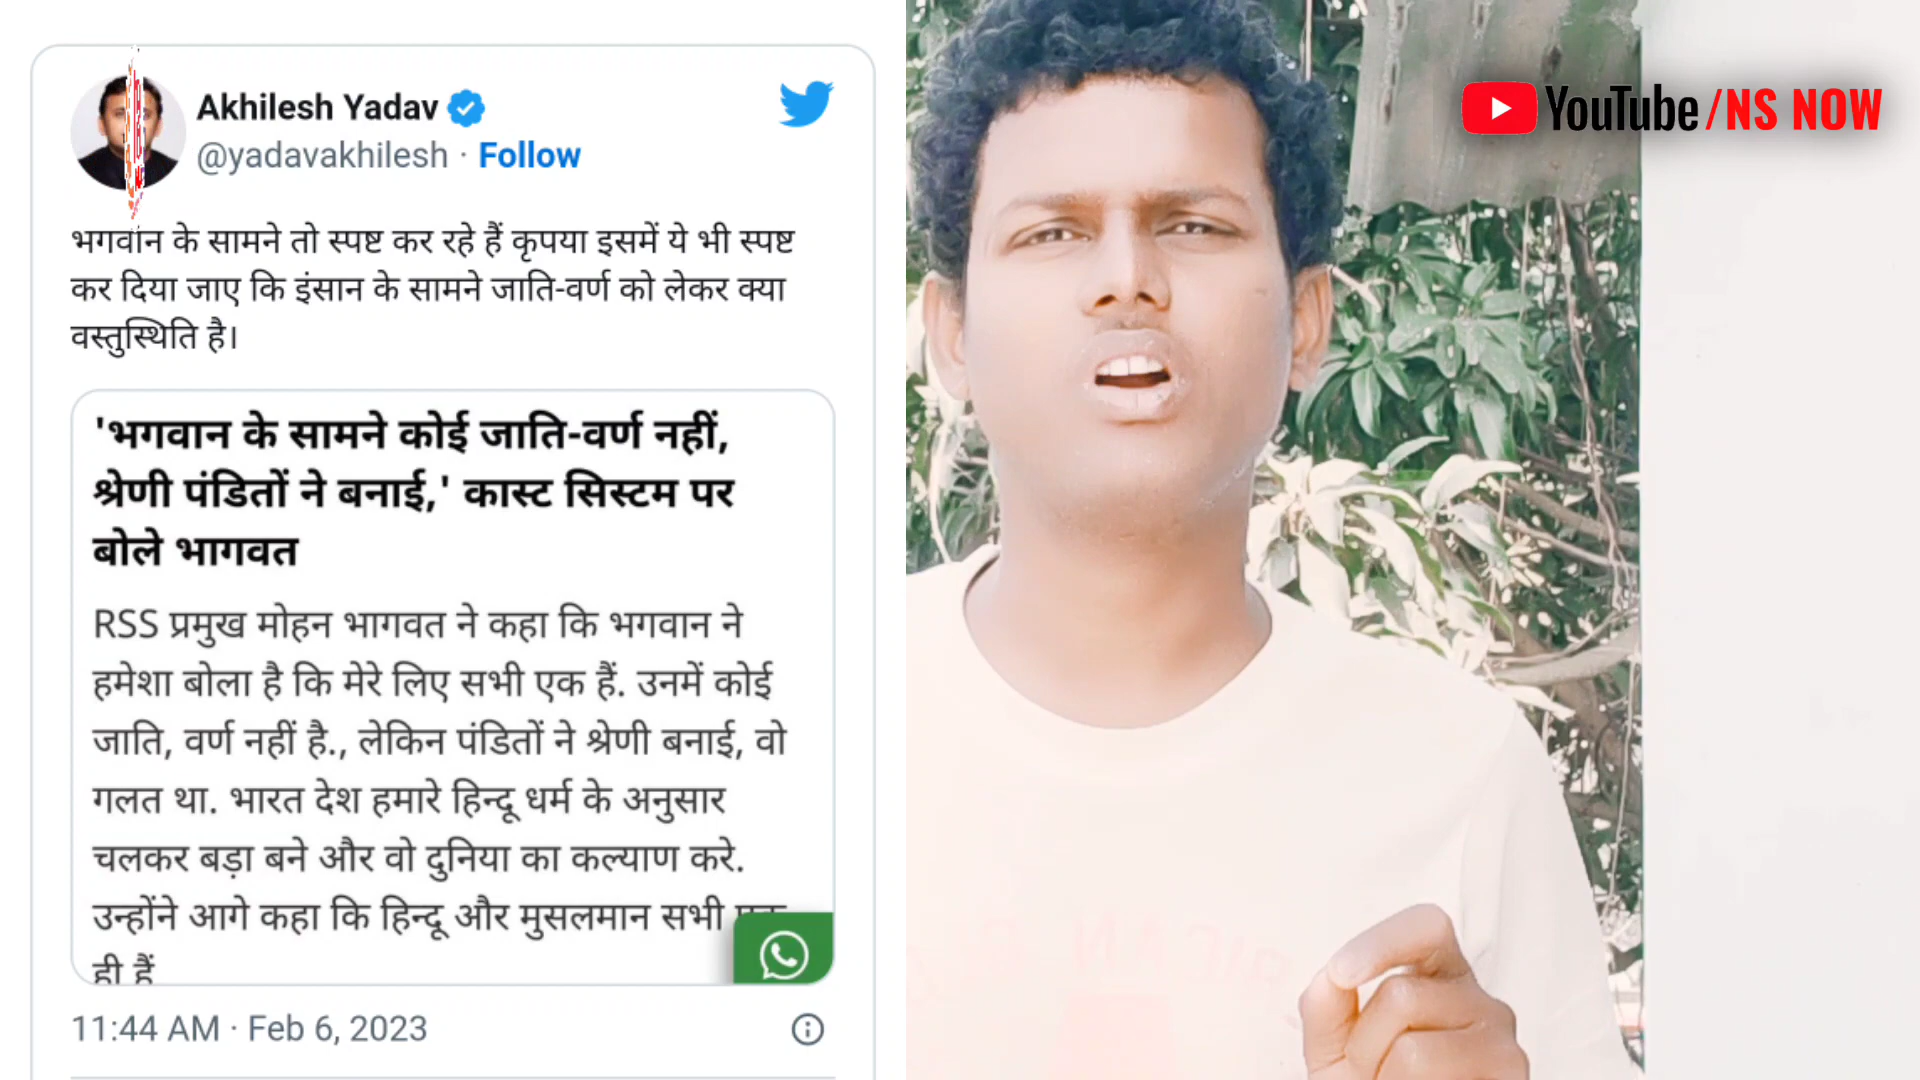 Akhilesh Yadav
@yadavakhilesh · Follow
भगवान के सामने तो स्पष्ट कर रहे हैं कृपया इसमें ये भी स्पष्ट
कर दिया जाए कि इंसान के सामने जाति-वर्ण को लेकर क्या
वस्तुस्थिति है।
'भगवान के सामने कोई जाति-वर्ण नहीं,
श्रेणी पंडितों ने बनाई,' कास्ट सिस्टम पर
बोले भागवत
RSS प्रमुख मोहन भागवत ने कहा कि भगवान ने
हमेशा बोला है कि मेरे लिए सभी एक हैं. उनमें कोई
जाति, वर्ण नहीं है., लेकिन पंडितों ने श्रेणी बनाई, वो
गलत था. भारत देश हमारे हिन्दू धर्म के अनुसार
चलकर बड़ा बने और वो दुनिया का कल्याण करे.
उन्होंने आगे कहा कि हिन्दू और मुसलमान सभी
ही हैं
11:44 AM · Feb 6, 2023
YouTube/NS NOW